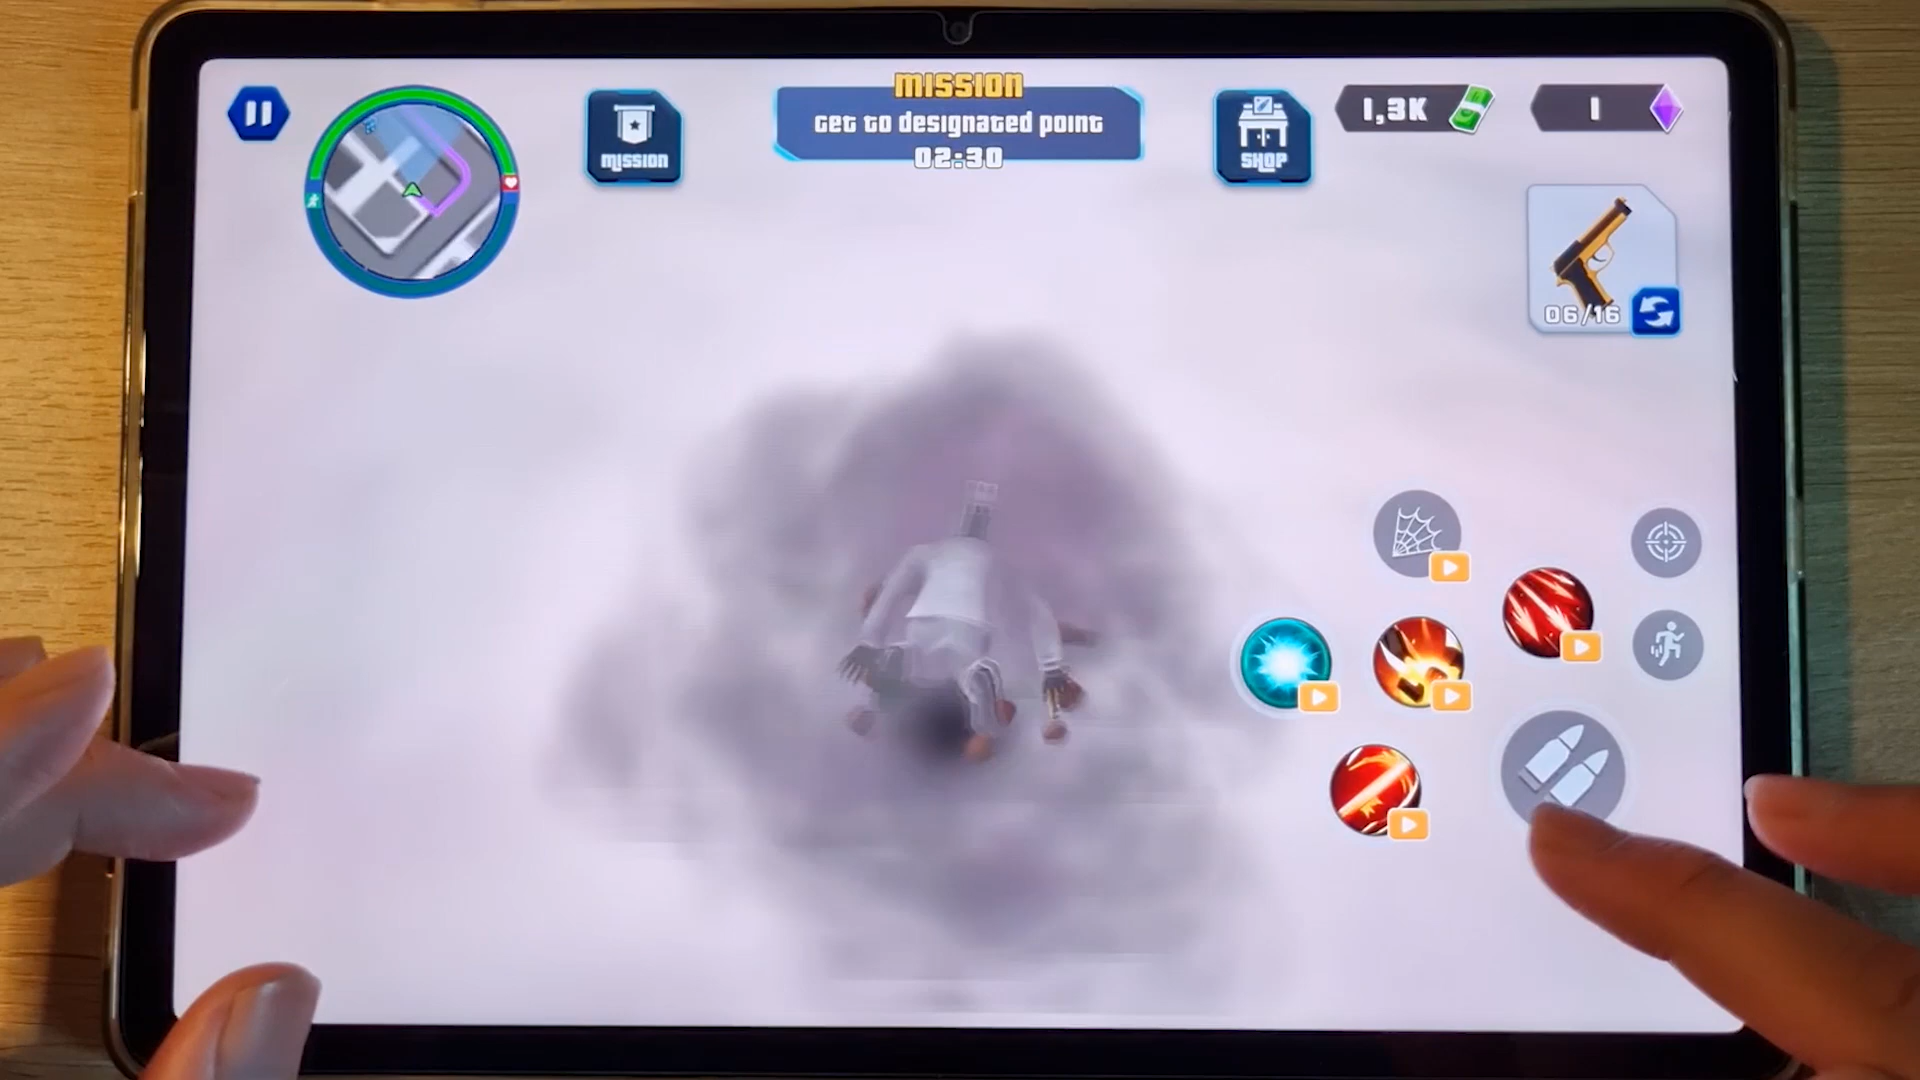 MISSION
MISSION
GET TO DESIGNATED POINT
02:30
SHOP
1,3K
1
06/16